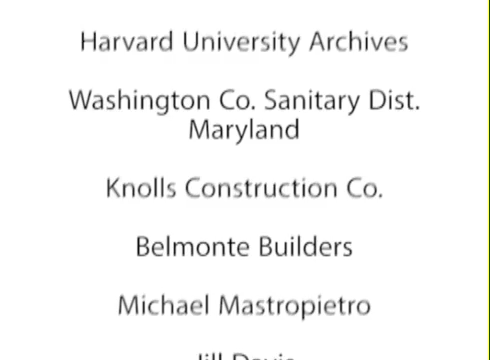 Harvard University Archives
Washington Co. Sanitary Dist.
Maryland
Knolls Construction Co.
Belmonte Builders
Michael Mastropietro